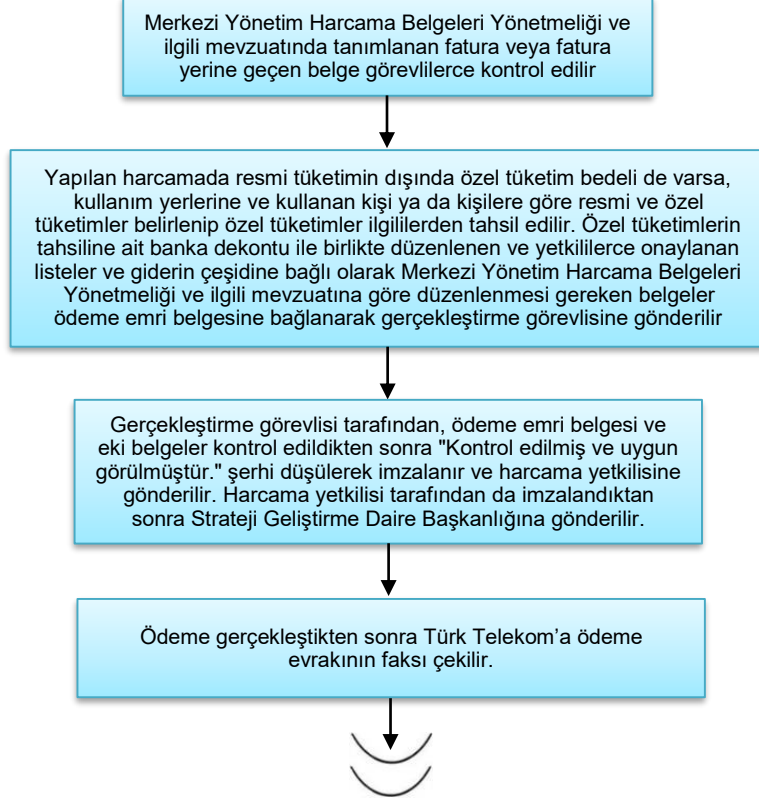 Merkezi Yönetim Harcama Belgeleri Yönetmeliği ve
ilgili mevzuatında tanımlanan fatura veya fatura
yerine geçen belge görevlilerce kontrol edilir
Yapılan harcamada resmi tüketimin dışında özel tüketim bedeli de varsa,
kullanım yerlerine ve kullanan kişi ya da kişilere göre resmi ve özel
tüketimler belirlenip özel tüketimler ilgililerden tahsil edilir. Özel tüketimlerin
tahsiline ait banka dekontu ile birlikte düzenlenen ve yetkililerce onaylanan
listeler ve giderin çeşidine bağlı olarak Merkezi Yönetim Harcama Belgeleri
Yönetmeliği ve ilgili mevzuatına göre düzenlenmesi gereken belgeler
ödeme emri belgesine bağlanarak gerçekleştirme görevlisine gönderilir
Gerçekleştirme görevlisi tarafından, ödeme emri belgesi ve
eki belgeler kontrol edildikten sonra "Kontrol edilmiş ve uygun
görülmüştür." şerhi düşülerek imzalanır ve harcama yetkilisine
gönderilir. Harcama yetkilisi tarafından da imzalandıktan
sonra Strateji Geliştirme Daire Başkanlığına gönderilir.
Ödeme gerçekleştikten sonra Türk Telekom’a ödeme
evrakının faksı çekilir.